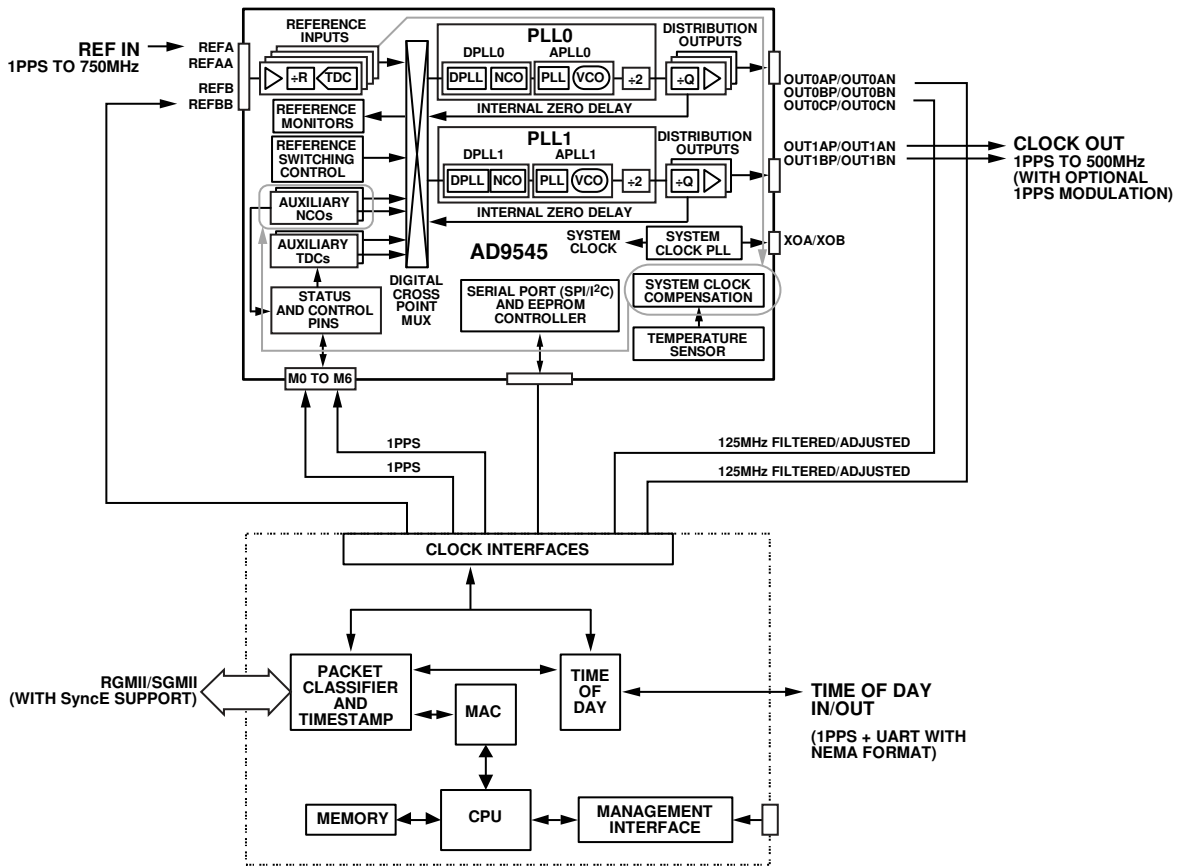 REF IN
1PPS TO 750MHz
REFA
REFAA
REFB
REFBB
REFERENCE
INPUTS
÷R
TDC
REFERENCE
MONITORS
REFERENCE
SWITCHING
CONTROL
AUXILIARY
NCOs
AUXILIARY
TDCs
STATUS
AND CONTROL
PINS
M0 TO M6
DIGITAL
CROSS
POINT
MUX
PLL0
DPLL0
APLL0
DPLL
NCO
PLL
VCO
÷2
DISTRIBUTION
OUTPUTS
÷Q
INTERNAL ZERO DELAY
PLL1
DPLL1
APLL1
DPLL
NCO
PLL
VCO
÷2
DISTRIBUTION
OUTPUTS
÷Q
INTERNAL ZERO DELAY
AD9545
SYSTEM
CLOCK
SYSTEM
CLOCK PLL
XOA/XOB
SERIAL PORT (SPI/I²C)
AND EEPROM
CONTROLLER
SYSTEM CLOCK
COMPENSATION
TEMPERATURE
SENSOR
OUT0AP/OUT0AN
OUT0BP/OUT0BN
OUT0CP/OUT0CN
OUT1AP/OUT1AN
OUT1BP/OUT1BN
CLOCK OUT
1PPS TO 500MHz
(WITH OPTIONAL
1PPS MODULATION)
1PPS
1PPS
125MHz FILTERED/ADJUSTED
125MHz FILTERED/ADJUSTED
CLOCK INTERFACES
RGMII/SGMII
(WITH SyncE SUPPORT)
PACKET
CLASSIFIER
AND
TIMESTAMP
MAC
TIME
OF
DAY
TIME OF DAY
IN/OUT
(1PPS + UART WITH
NEMA FORMAT)
MEMORY
CPU
MANAGEMENT
INTERFACE